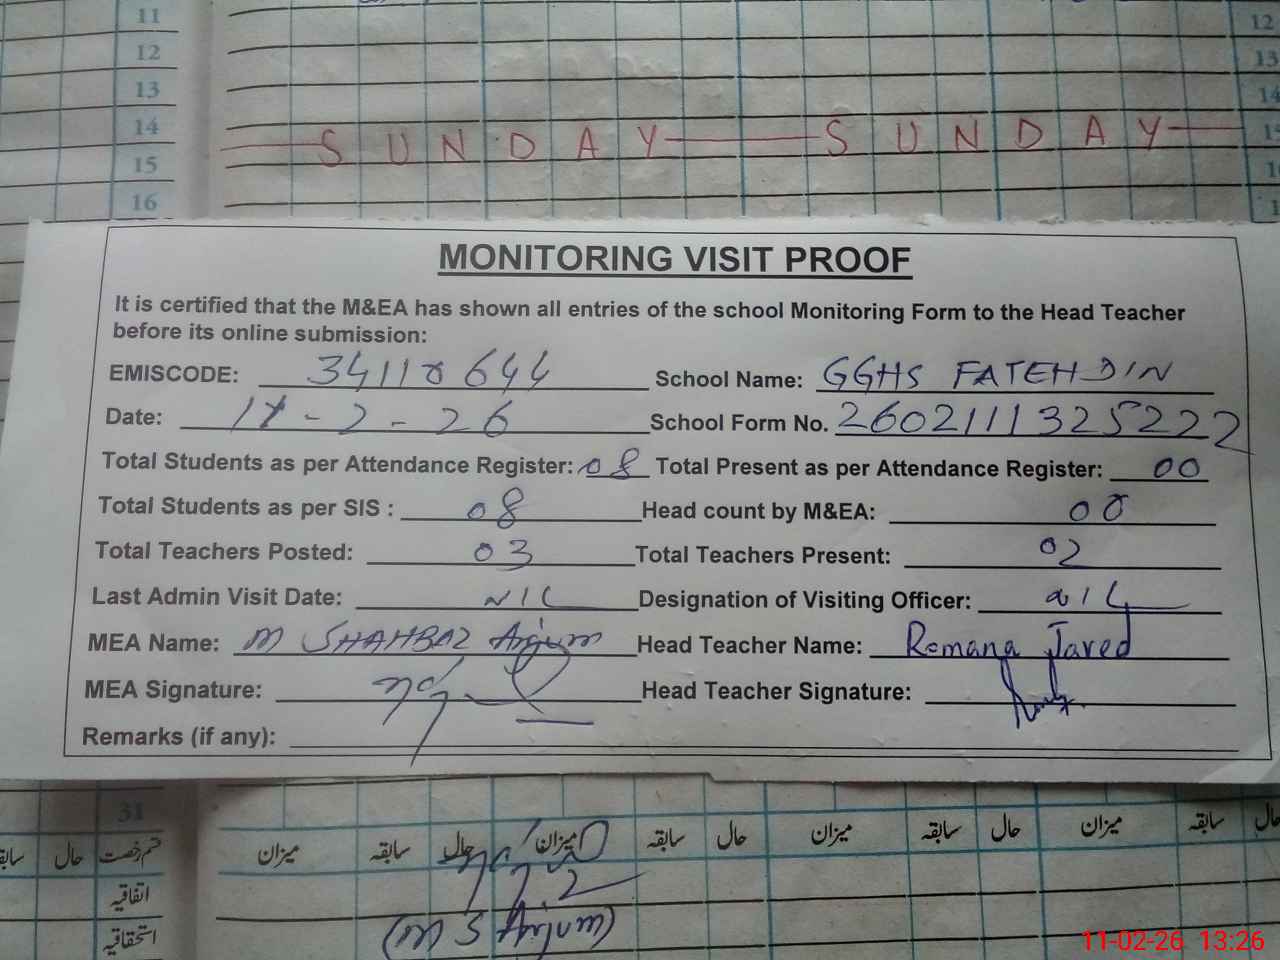 11
12
13
14
15
16
12
13
14
15
SUNDAY SUNDAY
MONITORING VISIT PROOF
It is certified that the M&EA has shown all entries of the school Monitoring Form to the Head Teacher
before its online submission:
EMISCODE: 34110644 School Name: GGHS FATEHDIN
Date: 11-2-26 School Form No. 2602111325222
Total Students as per Attendance Register: 08 Total Present as per Attendance Register: 00
Total Students as per SIS : 08 Head count by M&EA: 00
Total Teachers Posted: 03 Total Teachers Present: 02
Last Admin Visit Date: NIL Designation of Visiting Officer: NIL
MEA Name: M SHAHBAZ Anjum Head Teacher Name: Romana Javed
MEA Signature: Head Teacher Signature:
Remarks (if any):
31
میزان سابقہ حال میزان سابقہ حال میزان سابقہ حال میزان سابقہ حال
قسم رخصت حال سابقہ
اتفاقیہ
استحقاقیہ
11-02-26 13:26